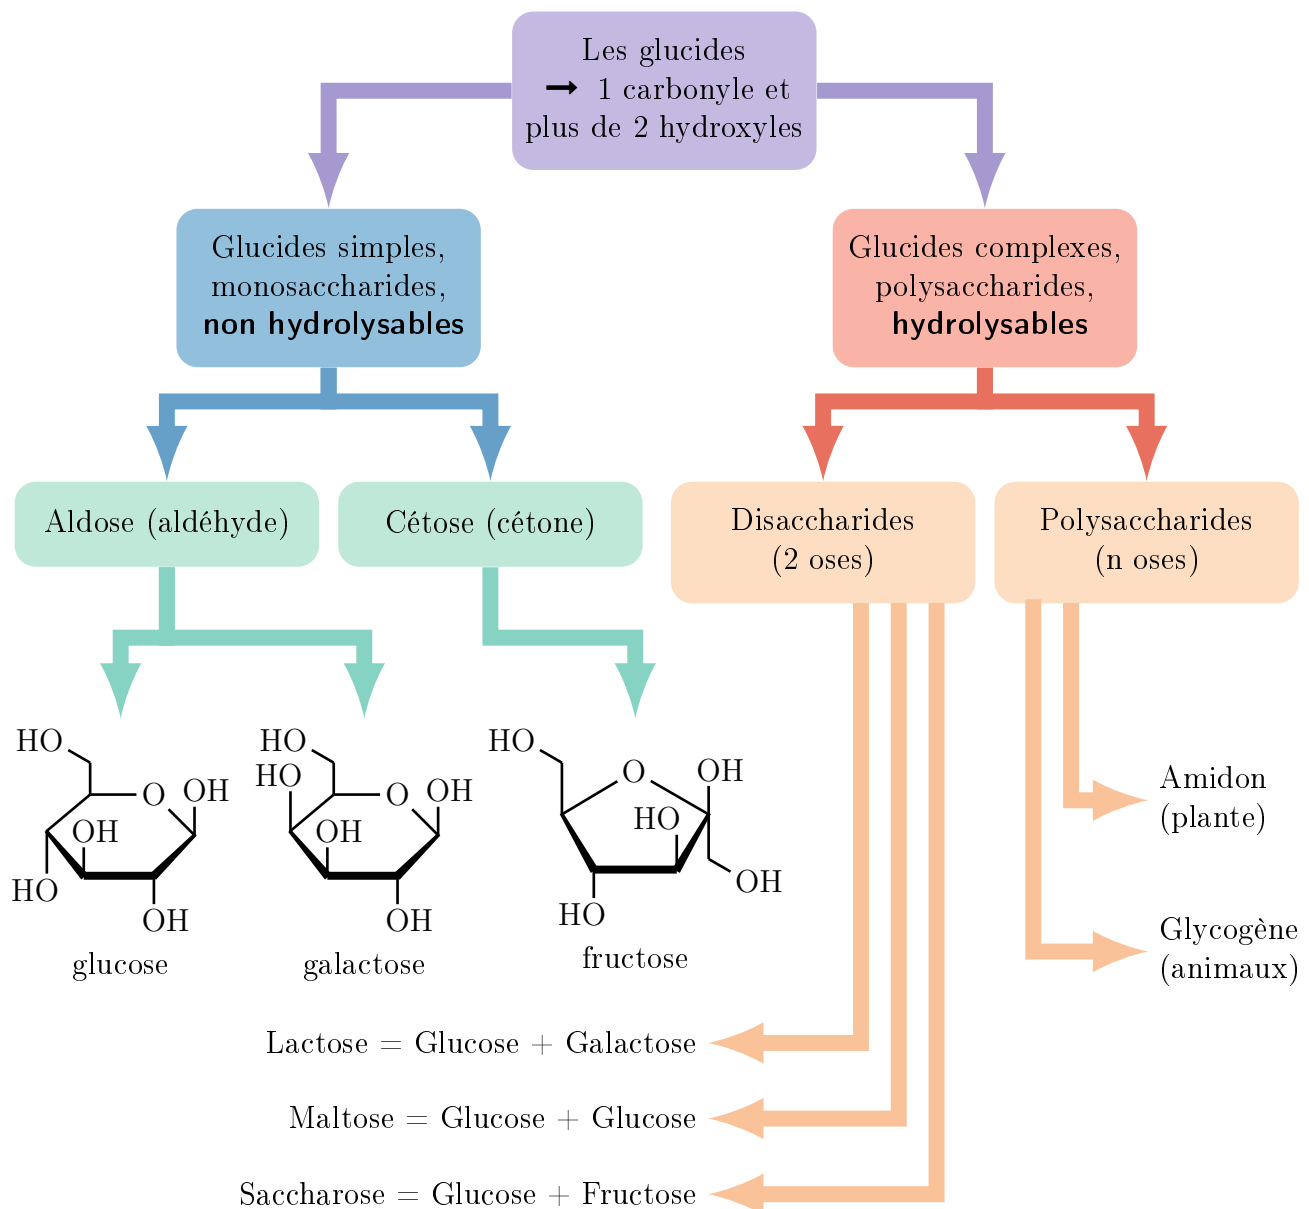 Les glucides
➞ 1 carbonyle et
plus de 2 hydroxyles
Glucides simples,
monosaccharides,
non hydrolysables
Glucides complexes,
polysaccharides,
hydrolysables
Aldose (aldéhyde)
Cétose (cétone)
Disaccharides
(2 oses)
Polysaccharides
(n oses)
HO
O
OH
OH
HO
OH
glucose
HO
HO
O
OH
OH
OH
galactose
HO
O
OH
HO
OH
HO
fructose
Amidon
(plante)
Glycogène
(animaux)
Lactose = Glucose + Galactose
Maltose = Glucose + Glucose
Saccharose = Glucose + Fructose